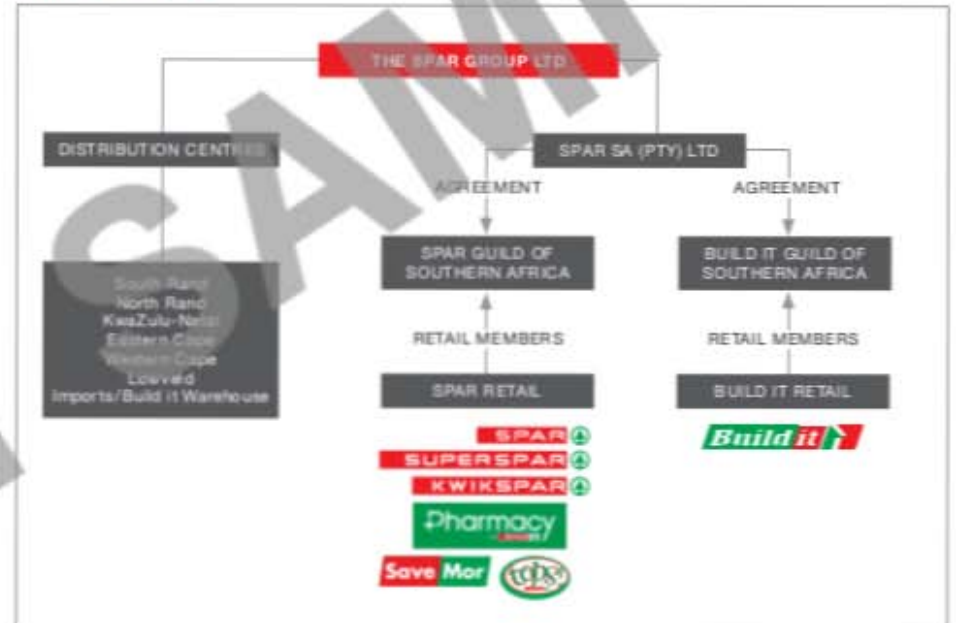 THE SPAR GROUP LTD
DISTRIBUTION CENTRES
SPAR SA (PTY) LTD
AGREEMENT
AGREEMENT
SPAR GUILD OF
SOUTHERN AFRICA
BUILD IT GUILD OF
SOUTHERN AFRICA
South Rand
North Rand
KwaZulu-Natal
Eastern Cape
Western Cape
Lowveld
Imports/Build it Warehouse
RETAIL MEMBERS
RETAIL MEMBERS
SPAR RETAIL
BUILD IT RETAIL
SPAR
SUPERSPAR
KWIKSPAR
Build it
Pharmacy
Save Mor
tops
SAM